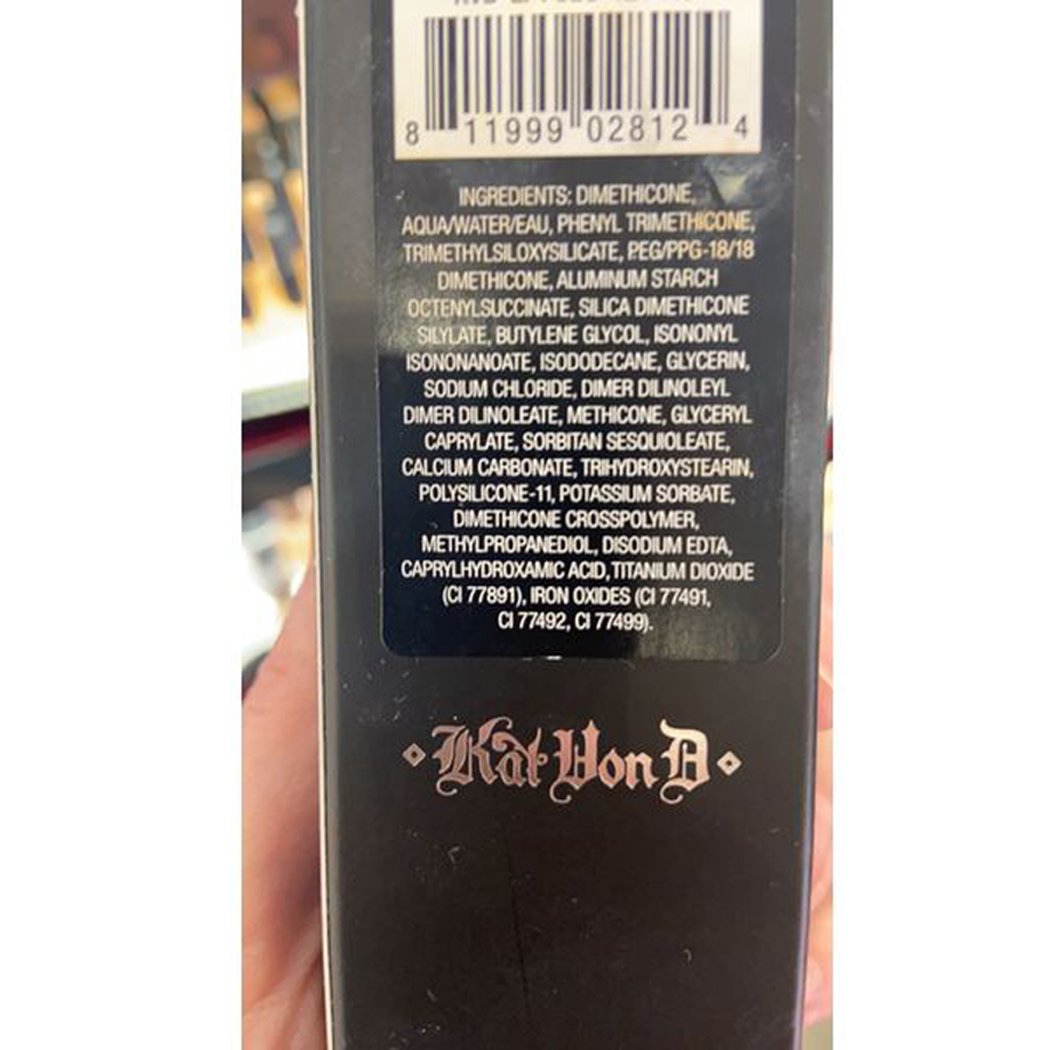 8 11999 02812 4
INGREDIENTS: DIMETHICONE,
AQUA/WATER/EAU, PHENYL TRIMETHICONE,
TRIMETHYLSILOXYSILICATE, PEG/PPG-18/18
DIMETHICONE, ALUMINUM STARCH
OCTENYLSUCCINATE, SILICA DIMETHICONE
SILYLATE, BUTYLENE GLYCOL, ISONONYL
ISONONANOATE, ISODODECANE, GLYCERIN,
SODIUM CHLORIDE, DIMER DILINOLEYL
DIMER DILINOLEATE, METHICONE, GLYCERYL
CAPRYLATE, SORBITAN SESQUIOLEATE,
CALCIUM CARBONATE, TRIHYDROXYSTEARIN,
POLYSILICONE-11, POTASSIUM SORBATE,
DIMETHICONE CROSSPOLYMER,
METHYLPROPANEDIOL, DISODIUM EDTA,
CAPRYLHYDROXAMIC ACID, TITANIUM DIOXIDE
(CI 77891), IRON OXIDES (CI 77491,
CI 77492, CI 77499).
Kat Von D